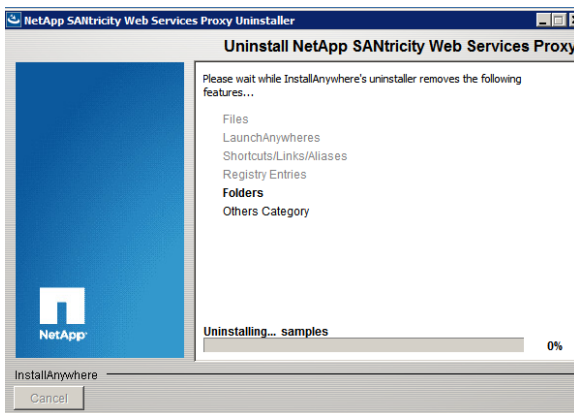 NetApp SANtricity Web Services Proxy Uninstaller
Uninstall NetApp SANtricity Web Services Proxy
Please wait while InstallAnywhere's uninstaller removes the following
features...
Files
LaunchAnywheres
Shortcuts/Links/Aliases
Registry Entries
Folders
Others Category
NetApp
Uninstalling... samples
0%
InstallAnywhere
Cancel